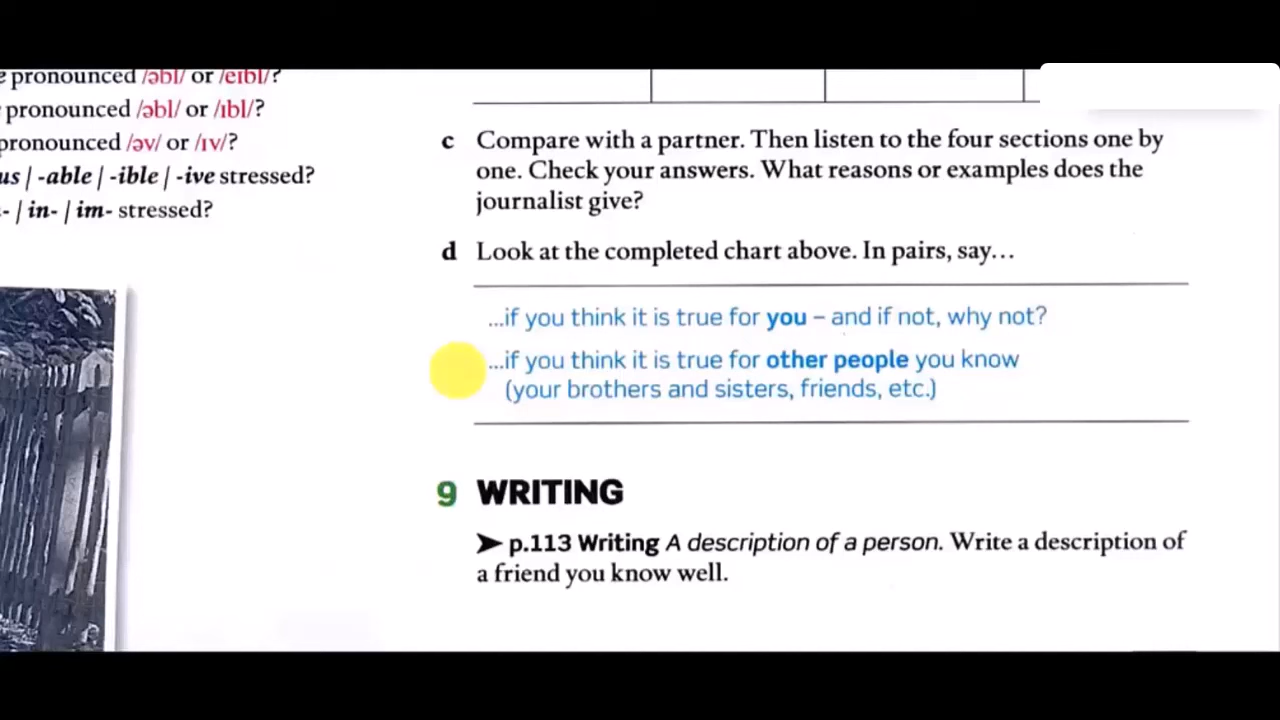 pronounced /əbl/ or /eɪbl/?
pronounced /əbl/ or /ɪbl/?
pronounced /əv/ or /ɪv/?
us | -able | -ible | -ive stressed?
- | in- | im- stressed?
c Compare with a partner. Then listen to the four sections one by
one. Check your answers. What reasons or examples does the
journalist give?
d Look at the completed chart above. In pairs, say…
…if you think it is true for you – and if not, why not?
…if you think it is true for other people you know
(your brothers and sisters, friends, etc.)
9 WRITING
➤ p.113 Writing A description of a person. Write a description of
a friend you know well.